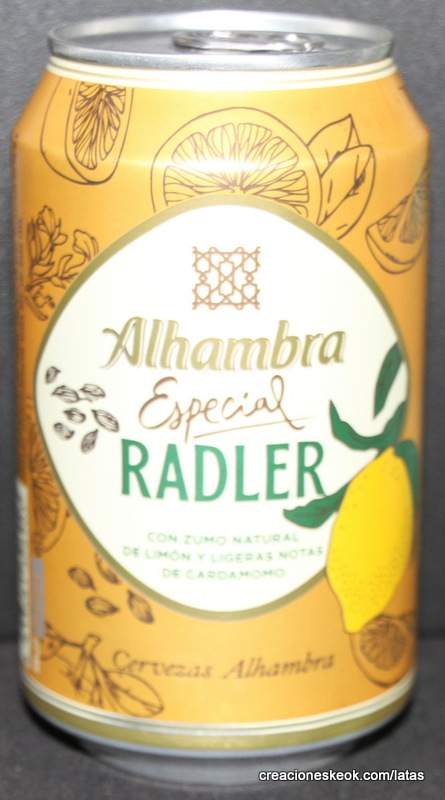 Alhambra
Especial
RADLER
CON ZUMO NATURAL
DE LIMÓN Y LIGERAS NOTAS
DE CARDAMOMO
Cervezas Alhambra
creacioneskeok.com/latas